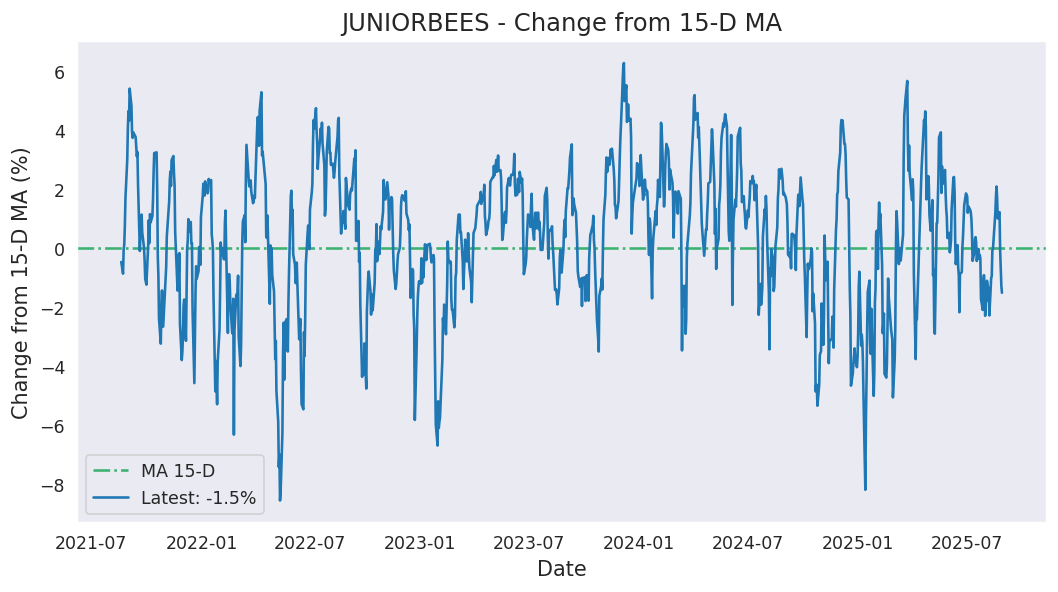 JUNIORBEES - Change from 15-D MA
Change from 15-D MA (%)
6
4
2
0
−2
−4
−6
−8
MA 15-D
Latest: -1.5%
2021-07 2022-01 2022-07 2023-01 2023-07 2024-01 2024-07 2025-01 2025-07
Date